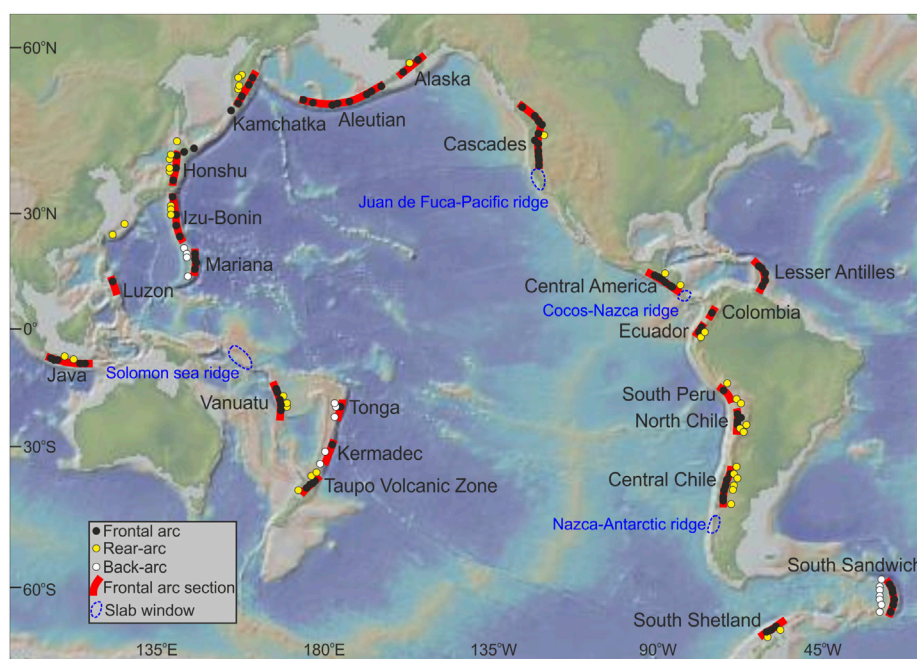 60°N
Alaska
Kamchatka
Aleutian
Cascades
Honshu
Juan de Fuca-Pacific ridge
30°N
Izu-Bonin
Mariana
Lesser Antilles
Central America
Luzon
Cocos-Nazca ridge
Colombia
0°
Ecuador
Solomon sea ridge
Java
South Peru
Vanuatu
Tonga
North Chile
30°S
Kermadec
Central Chile
Taupo Volcanic Zone
Nazca-Antarctic ridge
Frontal arc
Rear-arc
Back-arc
Frontal arc section
Slab window
South Sandwich
60°S
South Shetland
135°E
180°E
90°W
45°W